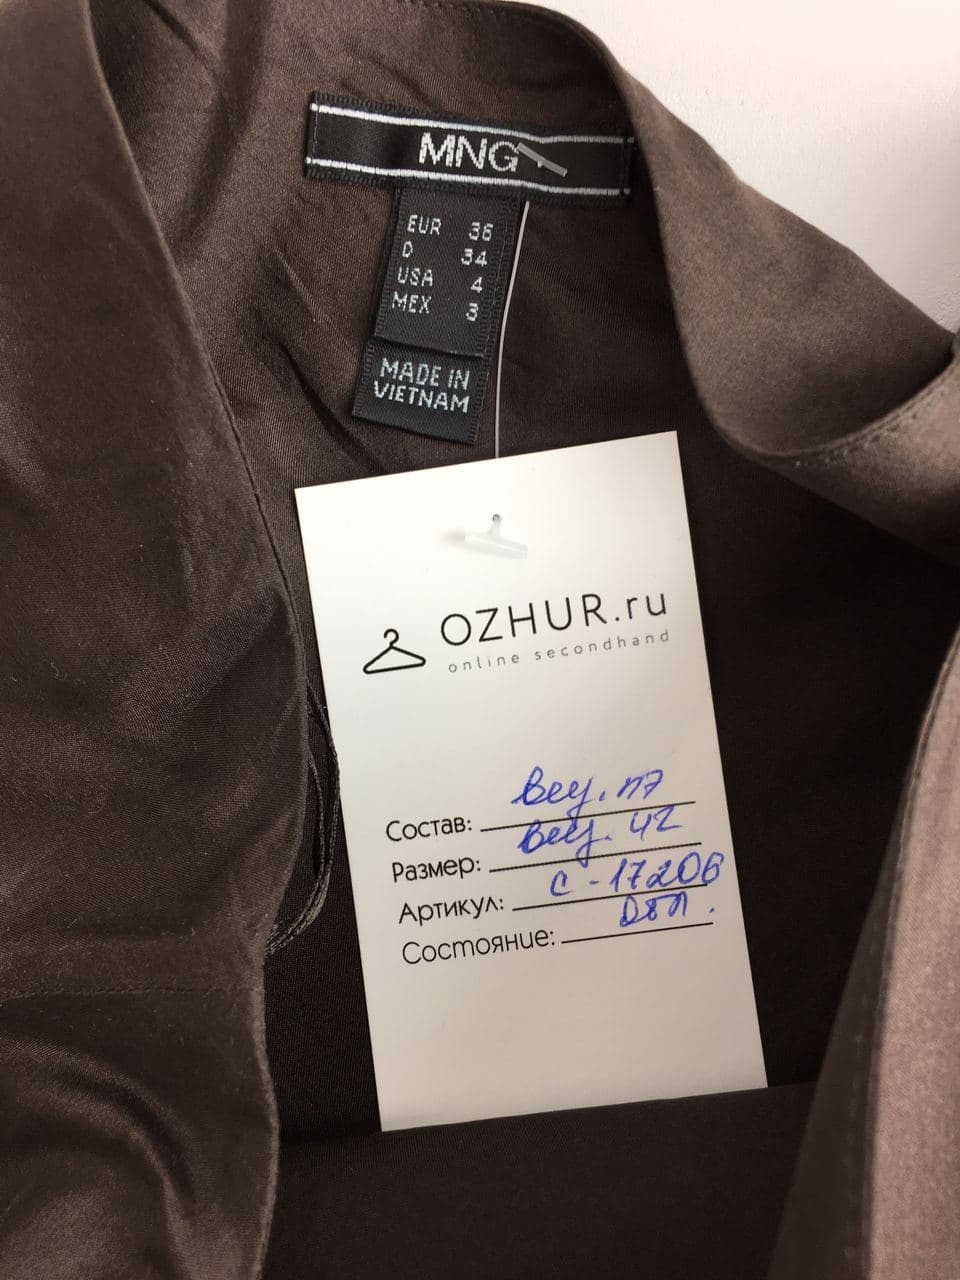 MNG
EUR 36
D 34
USA 4
MEX 3
MADE IN
VIETNAM
OZHUR.ru
online secondhand
Состав:
Размер: 42
Артикул: С-17206
Состояние: